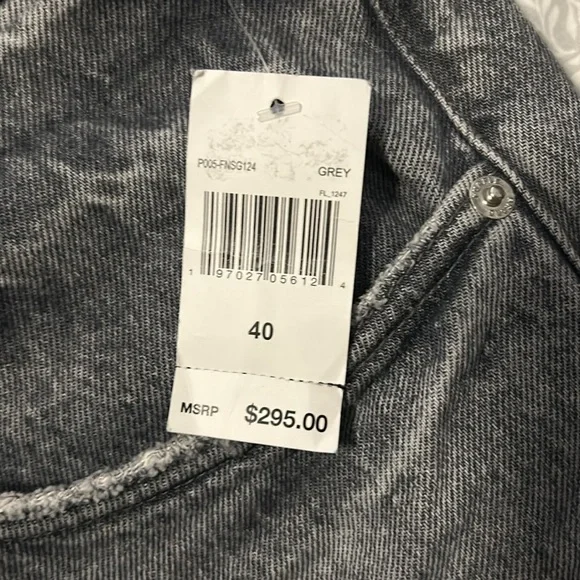 P005-FNSG124 GREY
FL_1247
1 97027 05612 4
40
MSRP $295.00